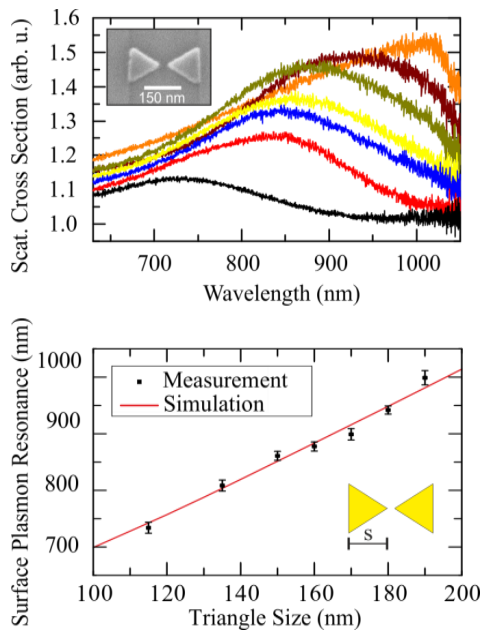 Scat. Cross Section (arb. u.)
1.6
1.5
1.4
1.3
1.2
1.1
1.0
150 nm
700 800 900 1000
Wavelength (nm)
Surface Plasmon Resonance (nm)
1000
900
800
700
Measurement
Simulation
S
100 120 140 160 180 200
Triangle Size (nm)